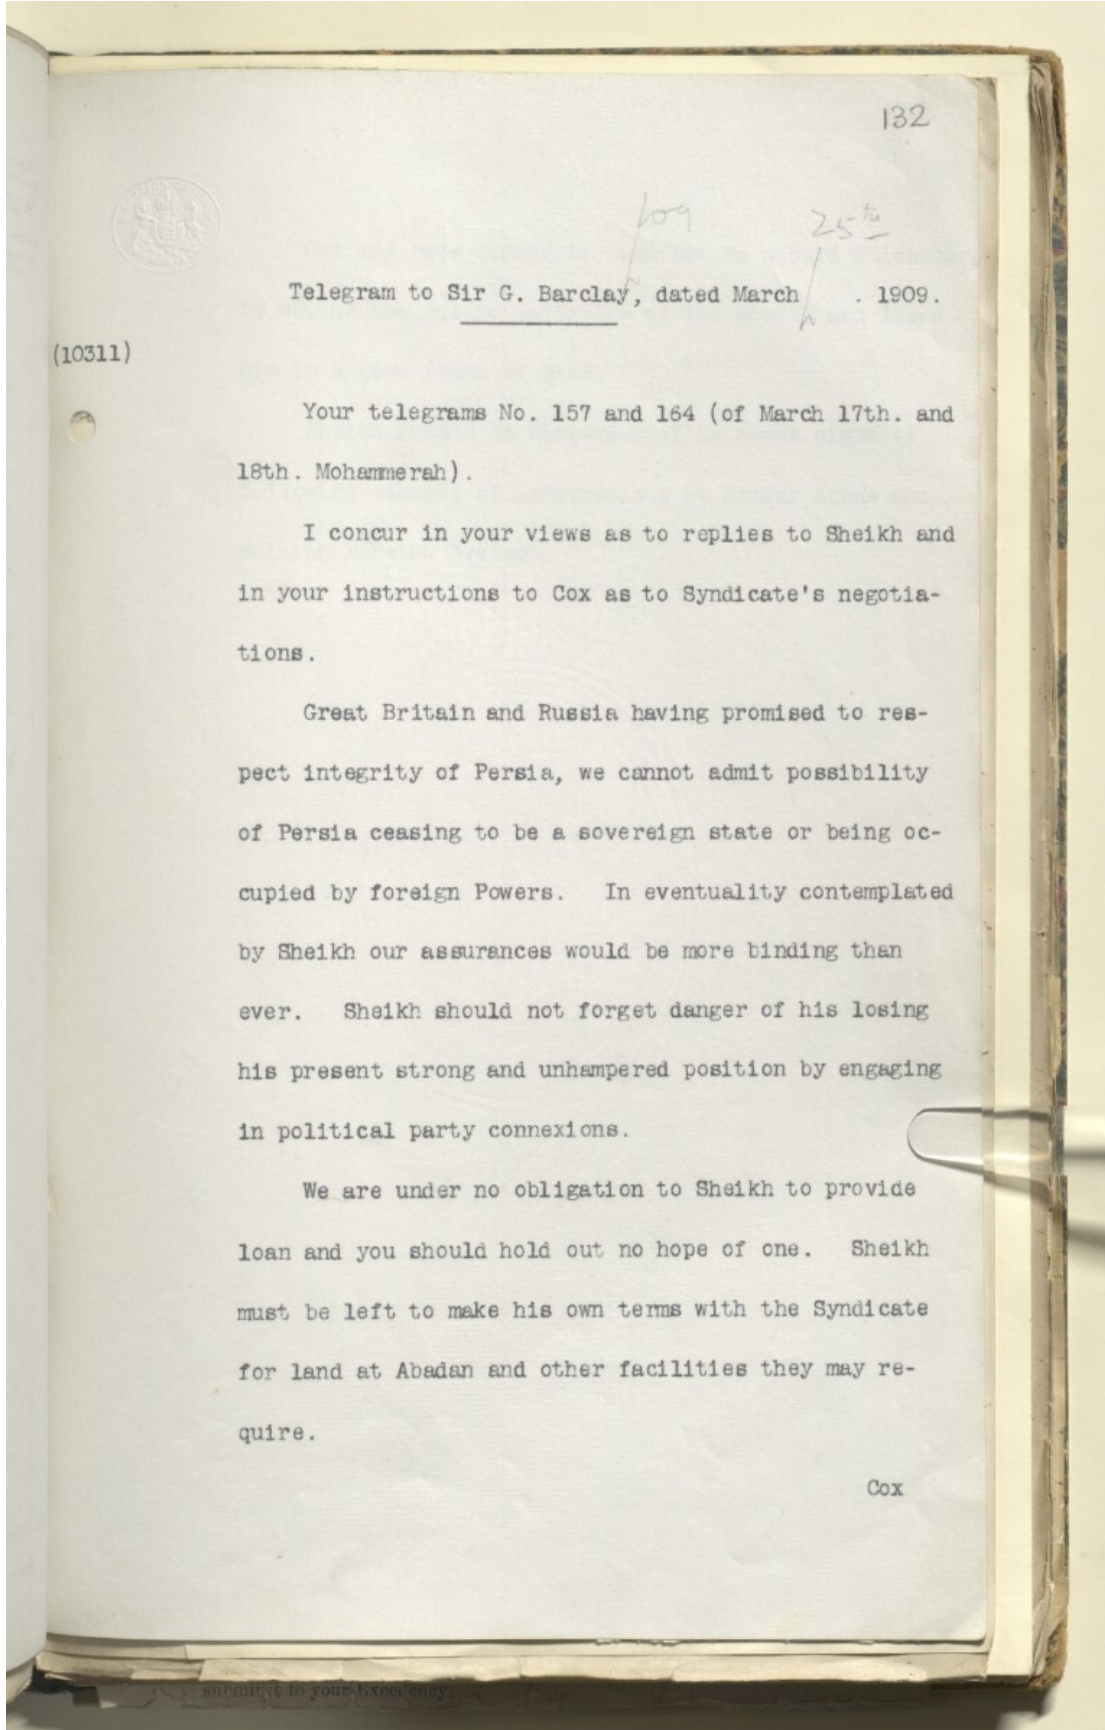 132
109
25th
Telegram to Sir G. Barclay, dated March . 1909.
(10311)
Your telegrams No. 157 and 164 (of March 17th. and
18th. Mohammerah).
I concur in your views as to replies to Sheikh and
in your instructions to Cox as to Syndicate's negotia-
tions.
Great Britain and Russia having promised to res-
pect integrity of Persia, we cannot admit possibility
of Persia ceasing to be a sovereign state or being oc-
cupied by foreign Powers. In eventuality contemplated
by Sheikh our assurances would be more binding than
ever. Sheikh should not forget danger of his losing
his present strong and unhampered position by engaging
in political party connexions.
We are under no obligation to Sheikh to provide
loan and you should hold out no hope of one. Sheikh
must be left to make his own terms with the Syndicate
for land at Abadan and other facilities they may re-
quire.
Cox
submit it to your Excellency